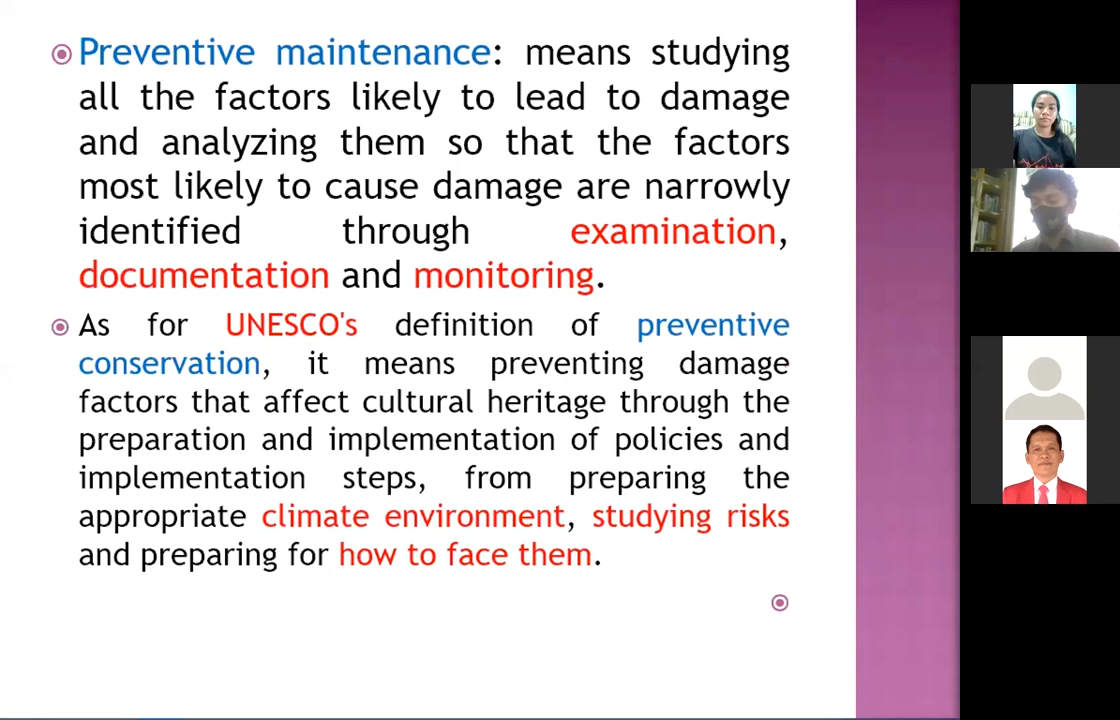 Preventive maintenance: means studying
all the factors likely to lead to damage
and analyzing them so that the factors
most likely to cause damage are narrowly
identified through examination,
documentation and monitoring.
As for UNESCO's definition of preventive
conservation, it means preventing damage
factors that affect cultural heritage through the
preparation and implementation of policies and
implementation steps, from preparing the
appropriate climate environment, studying risks
and preparing for how to face them.